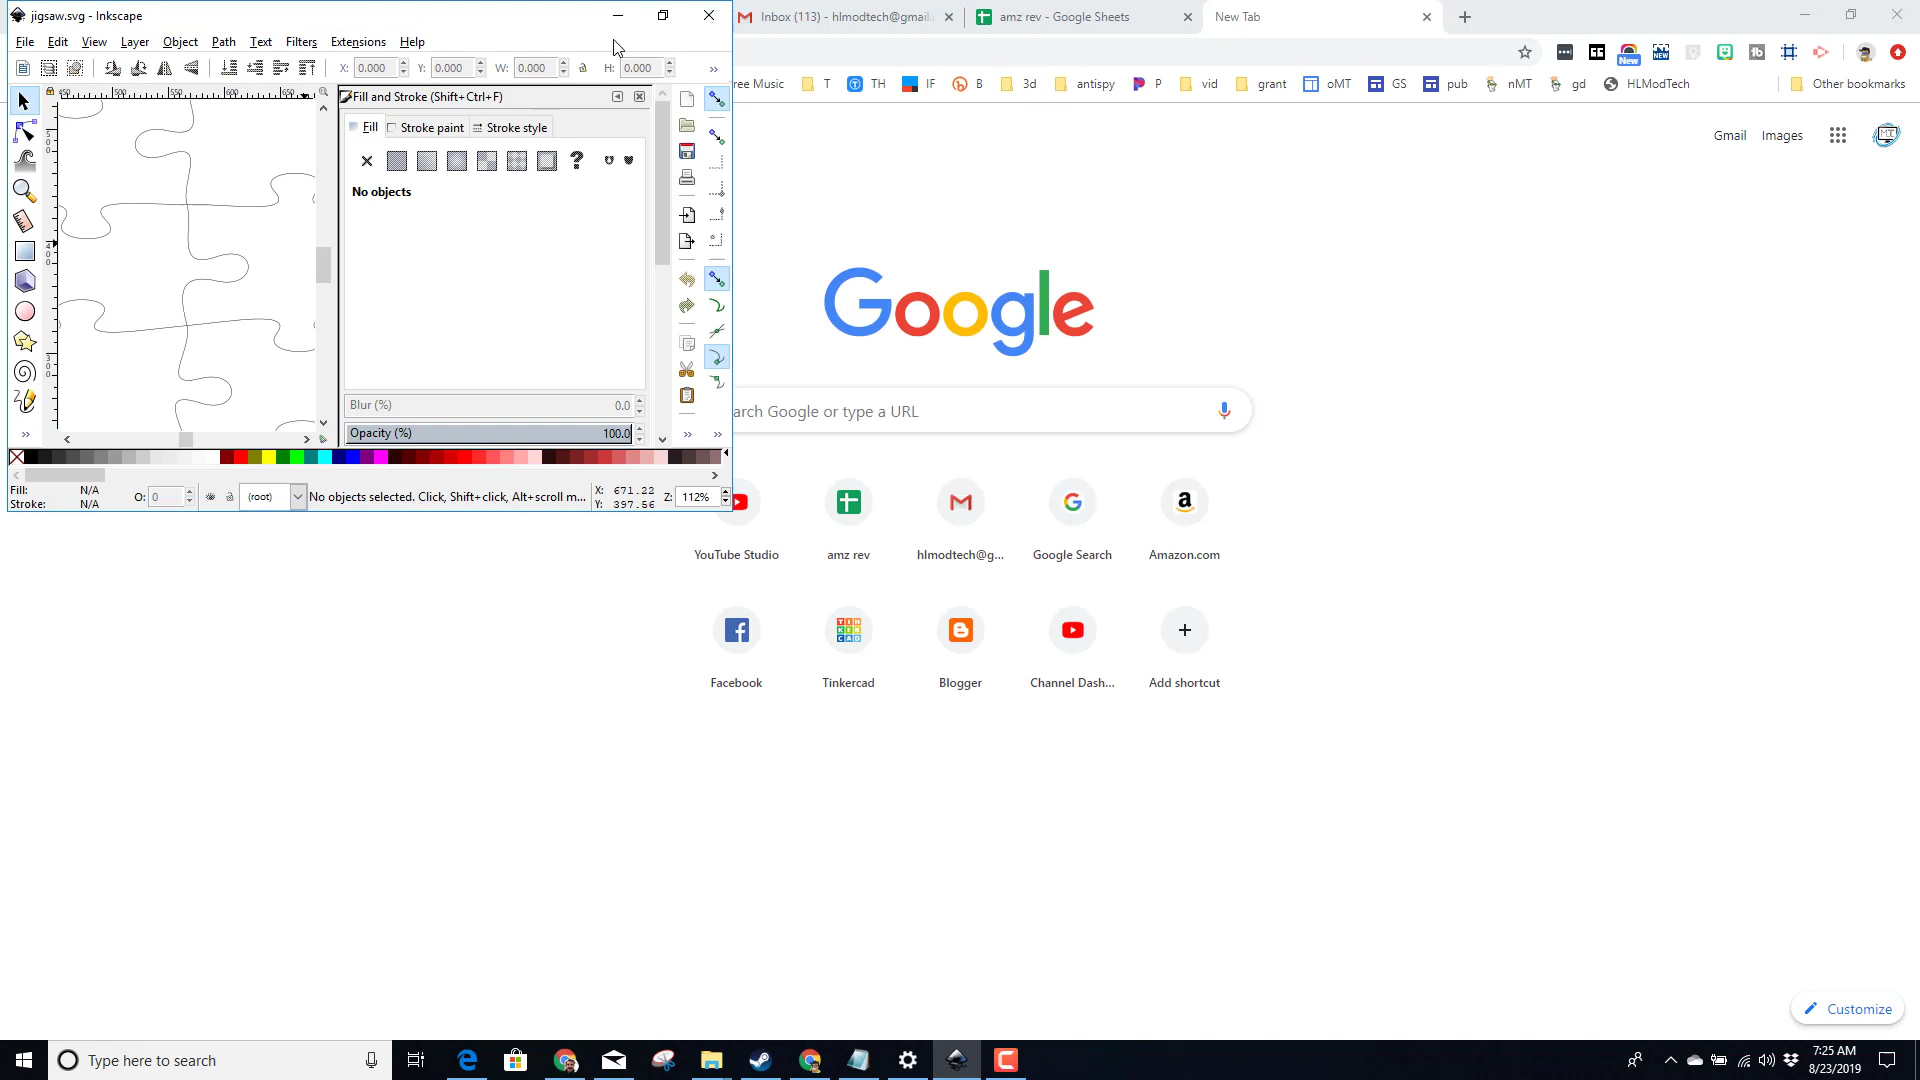 jigsaw.svg - Inkscape
File Edit View Layer Object Path Text Filters Extensions Help
X: 0.000 Y: 0.000 W: 0.000 H: 0.000
Fill and Stroke (Shift+Ctrl+F)
Fill Stroke paint Stroke style
No objects
Blur (%) 0.0
Opacity (%) 100.0
Fill: N/A
Stroke: N/A
O: 0
(root)
No objects selected. Click, Shift+click, Alt+scroll m...
X: 671.22
Y: 397.56
Z: 112%
Inbox (113) - hlmodtech@gmail.
amz rev - Google Sheets
New Tab
New
ree Music T TH IF B 3d antispy P vid grant oMT GS pub nMT gd HLModTech Other bookmarks
Gmail Images
Google
arch Google or type a URL
YouTube Studio amz rev hlmodtech@g... Google Search Amazon.com
Facebook Tinkercad Blogger Channel Dash... Add shortcut
Customize
Type here to search
7:25 AM
8/23/2019